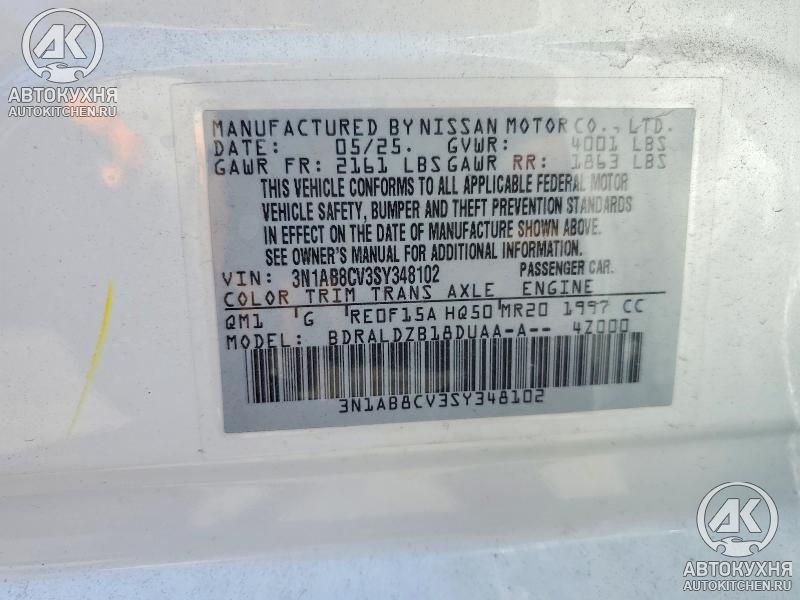 AK
АВТОКУХНЯ
AUTOKITCHEN.RU
MANUFACTURED BY NISSAN MOTOR CO., LTD.
DATE: 05/25. GVWR: 4001 LBS
GAWR FR: 2161 LBS GAWR RR: 1863 LBS
THIS VEHICLE CONFORMS TO ALL APPLICABLE FEDERAL MOTOR
VEHICLE SAFETY, BUMPER AND THEFT PREVENTION STANDARDS
IN EFFECT ON THE DATE OF MANUFACTURE SHOWN ABOVE.
SEE OWNER'S MANUAL FOR ADDITIONAL INFORMATION.
VIN: 3N1AB8CV3SY348102 PASSENGER CAR.
COLOR TRIM TRANS AXLE ENGINE
QM1 G RE0F15A HQ50 MR20 1997 CC
MODEL: BDRALDZB18DUAA-A-- 4Z000
3N1AB8CV3SY348102
AK
АВТОКУХНЯ
AUTOKITCHEN.RU